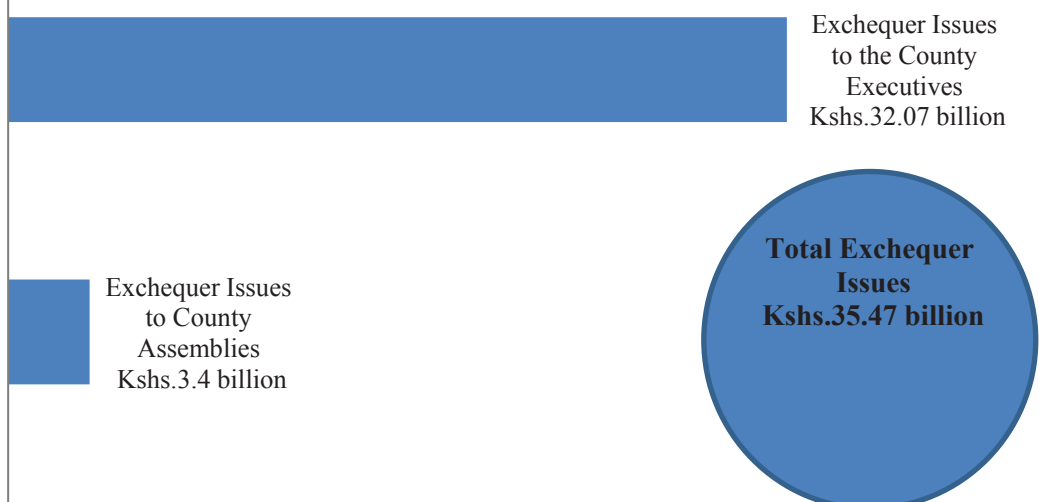 Exchequer Issues
to the County
Executives
Kshs.32.07 billion
Total Exchequer
Issues
Kshs.35.47 billion
Exchequer Issues
to County
Assemblies
Kshs.3.4 billion